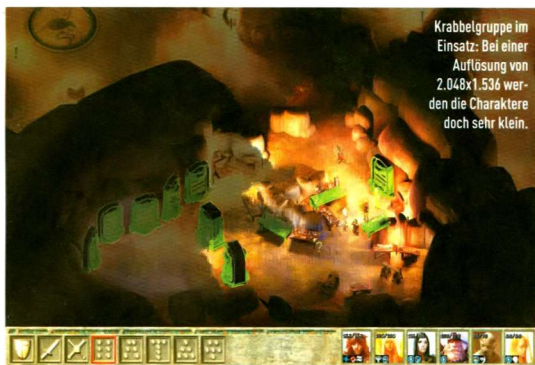 Krabbelgruppe im
Einsatz: Bei einer
Auflösung von
2.048x1.536 wer-
den die Charaktere
doch sehr klein.